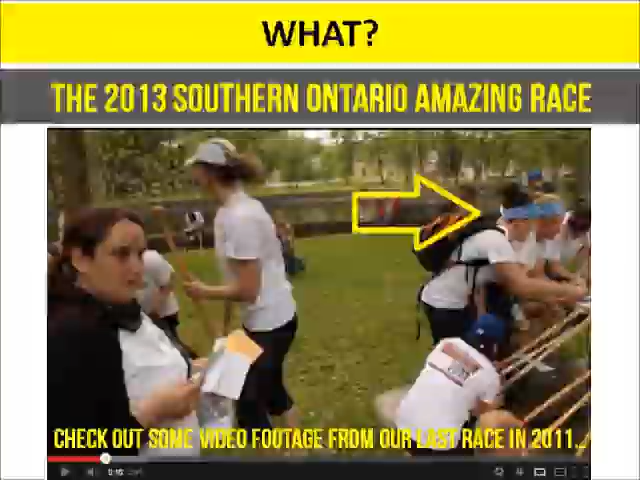 WHAT?
THE 2013 SOUTHERN ONTARIO AMAZING RACE
CHECK OUT SOME VIDEO FOOTAGE FROM OUR LAST RACE IN 2011...